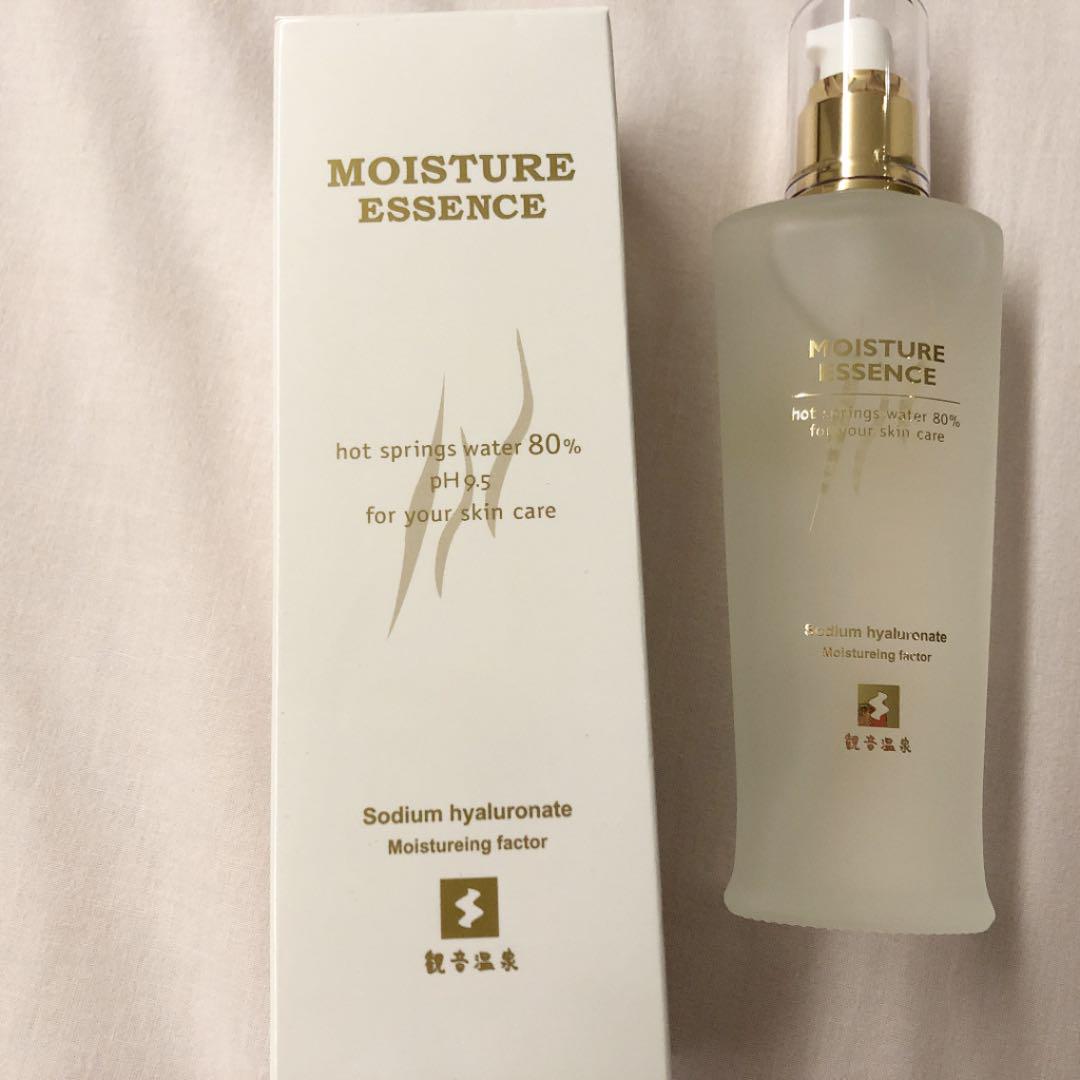 MOISTURE
ESSENCE
hot springs water 80%
pH 9.5
for your skin care
Sodium hyaluronate
Moistureing factor
観音温泉
MOISTURE
ESSENCE
hot springs water 80%
for your skin care
Sodium hyaluronate
Moistureing factor
観音温泉